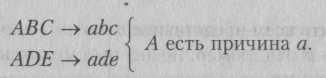 ABC → abc
A есть причина a.
ADE → ade